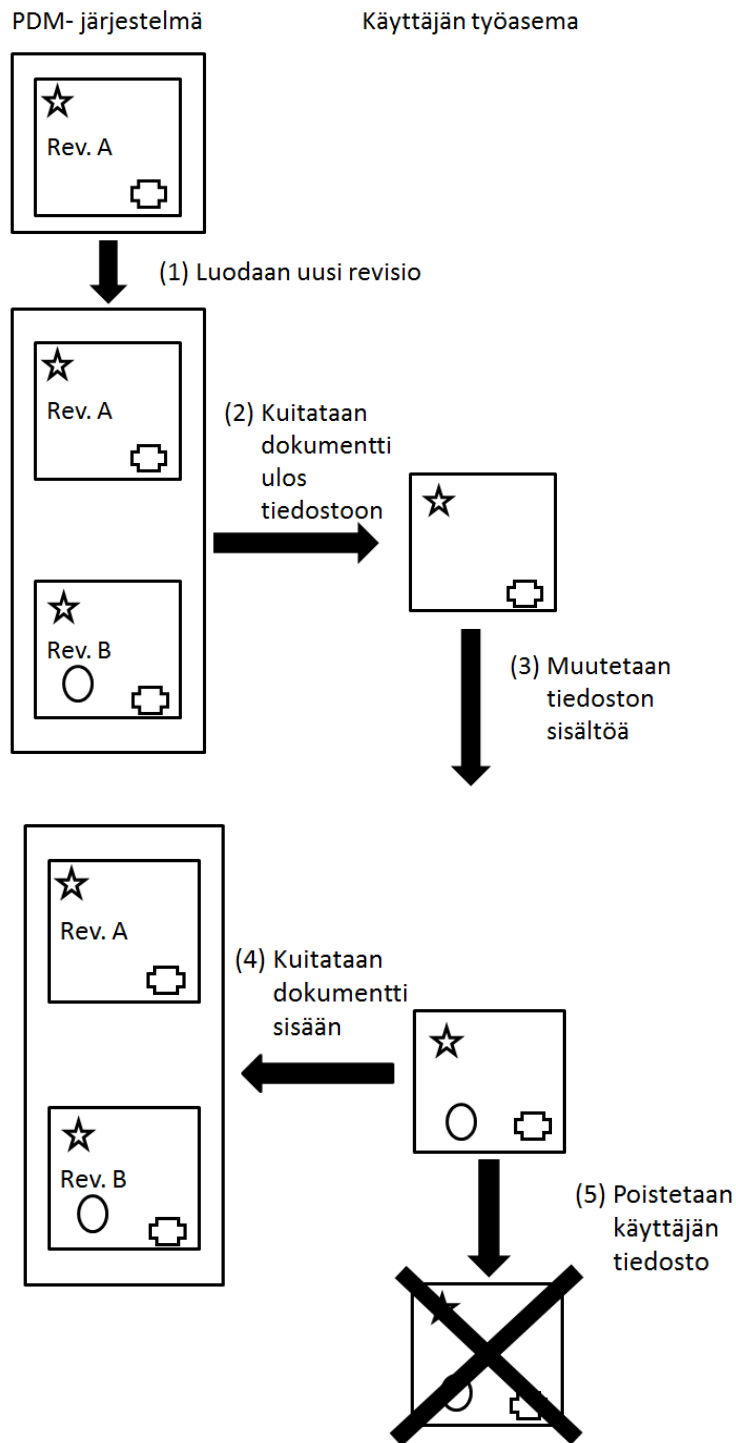 PDM- järjestelmä
Käyttäjän työasema
Rev. A
(1) Luodaan uusi revisio
Rev. A
(2) Kuitataan
dokumentti
ulos
tiedostoon
Rev. B
(3) Muutetaan
tiedoston
sisältöä
Rev. A
(4) Kuitataan
dokumentti
sisään
Rev. B
(5) Poistetaan
käyttäjän
tiedosto